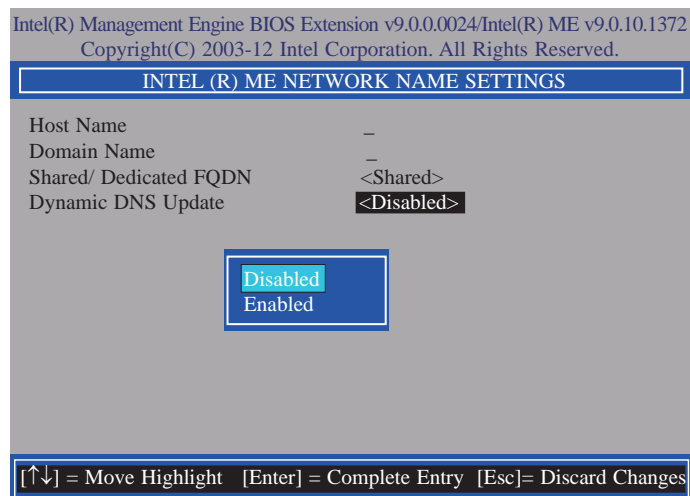 Intel(R) Management Engine BIOS Extension v9.0.0.0024/Intel(R) ME v9.0.10.1372
Copyright(C) 2003-12 Intel Corporation. All Rights Reserved.
INTEL (R) ME NETWORK NAME SETTINGS
Host Name _
Domain Name _
Shared/ Dedicated FQDN <Shared>
Dynamic DNS Update <Disabled>
Disabled
Enabled
[↑↓] = Move Highlight [Enter] = Complete Entry [Esc]= Discard Changes